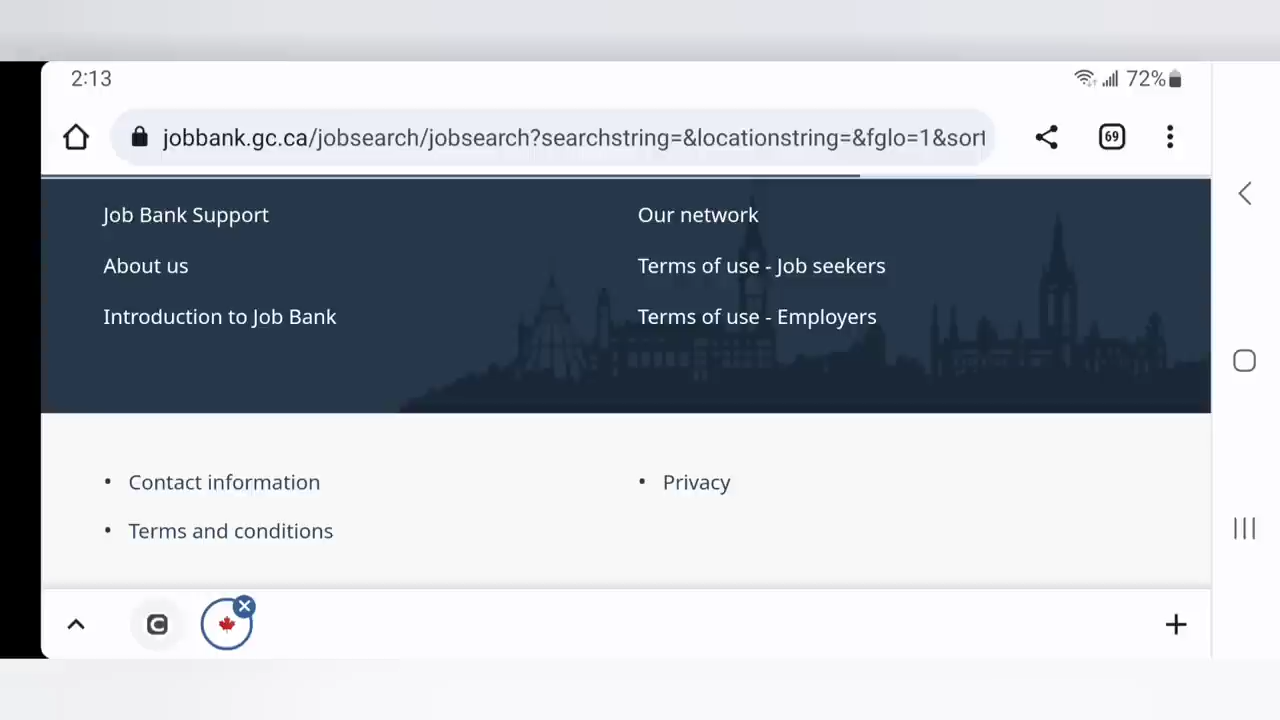 2:13
72%
jobbank.gc.ca/jobsearch/jobsearch?searchstring=&locationstring=&fglo=1&sort
69
Job Bank Support
Our network
About us
Terms of use - Job seekers
Introduction to Job Bank
Terms of use - Employers
• Contact information
• Privacy
• Terms and conditions